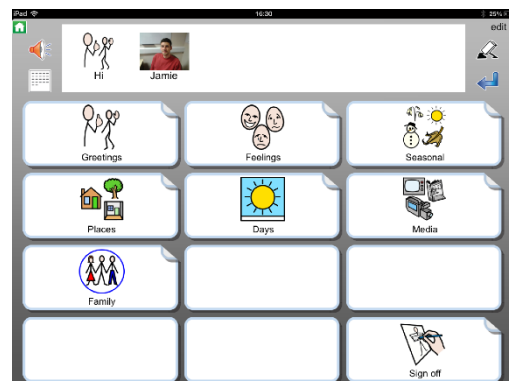 iPad 16:30 25%
edit
Hi Jamie
Greetings Feelings Seasonal
Places Days Media
Family
Sign off